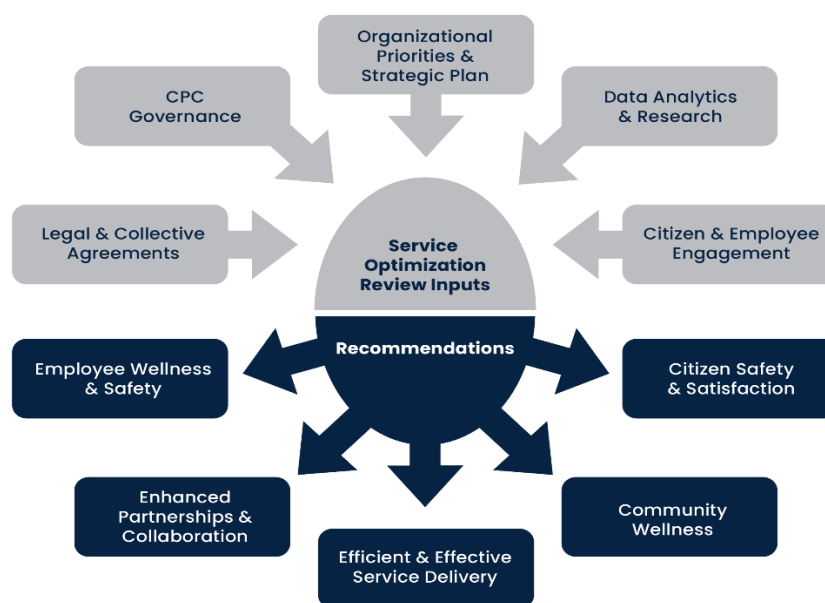 Organizational
Priorities &
Strategic Plan
CPC
Governance
Data Analytics
& Research
Legal & Collective
Agreements
Service
Optimization
Review Inputs
Citizen & Employee
Engagement
Recommendations
Employee Wellness
& Safety
Citizen Safety
& Satisfaction
Enhanced
Partnerships &
Collaboration
Community
Wellness
Efficient & Effective
Service Delivery